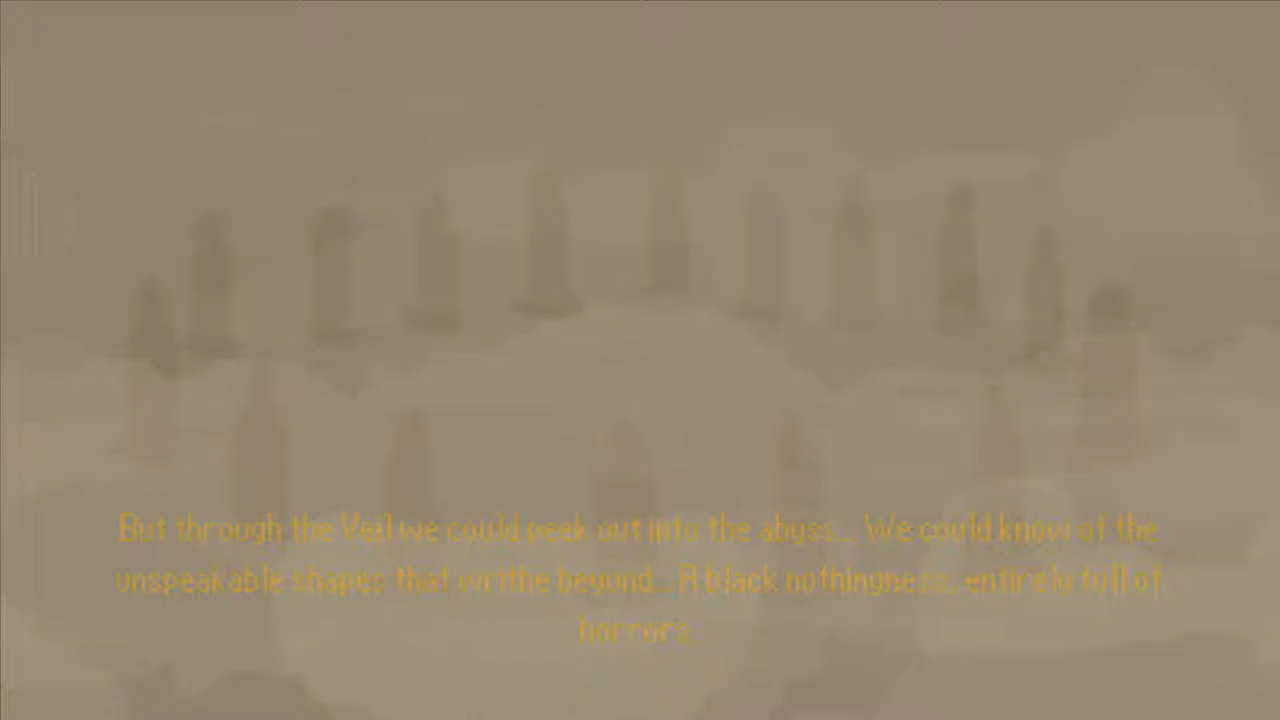 But through the Veil we could peek out into the abyss... We could know of the
unspeakable shapes that writhe beyond... A black nothingness, entirely full of
horrors.